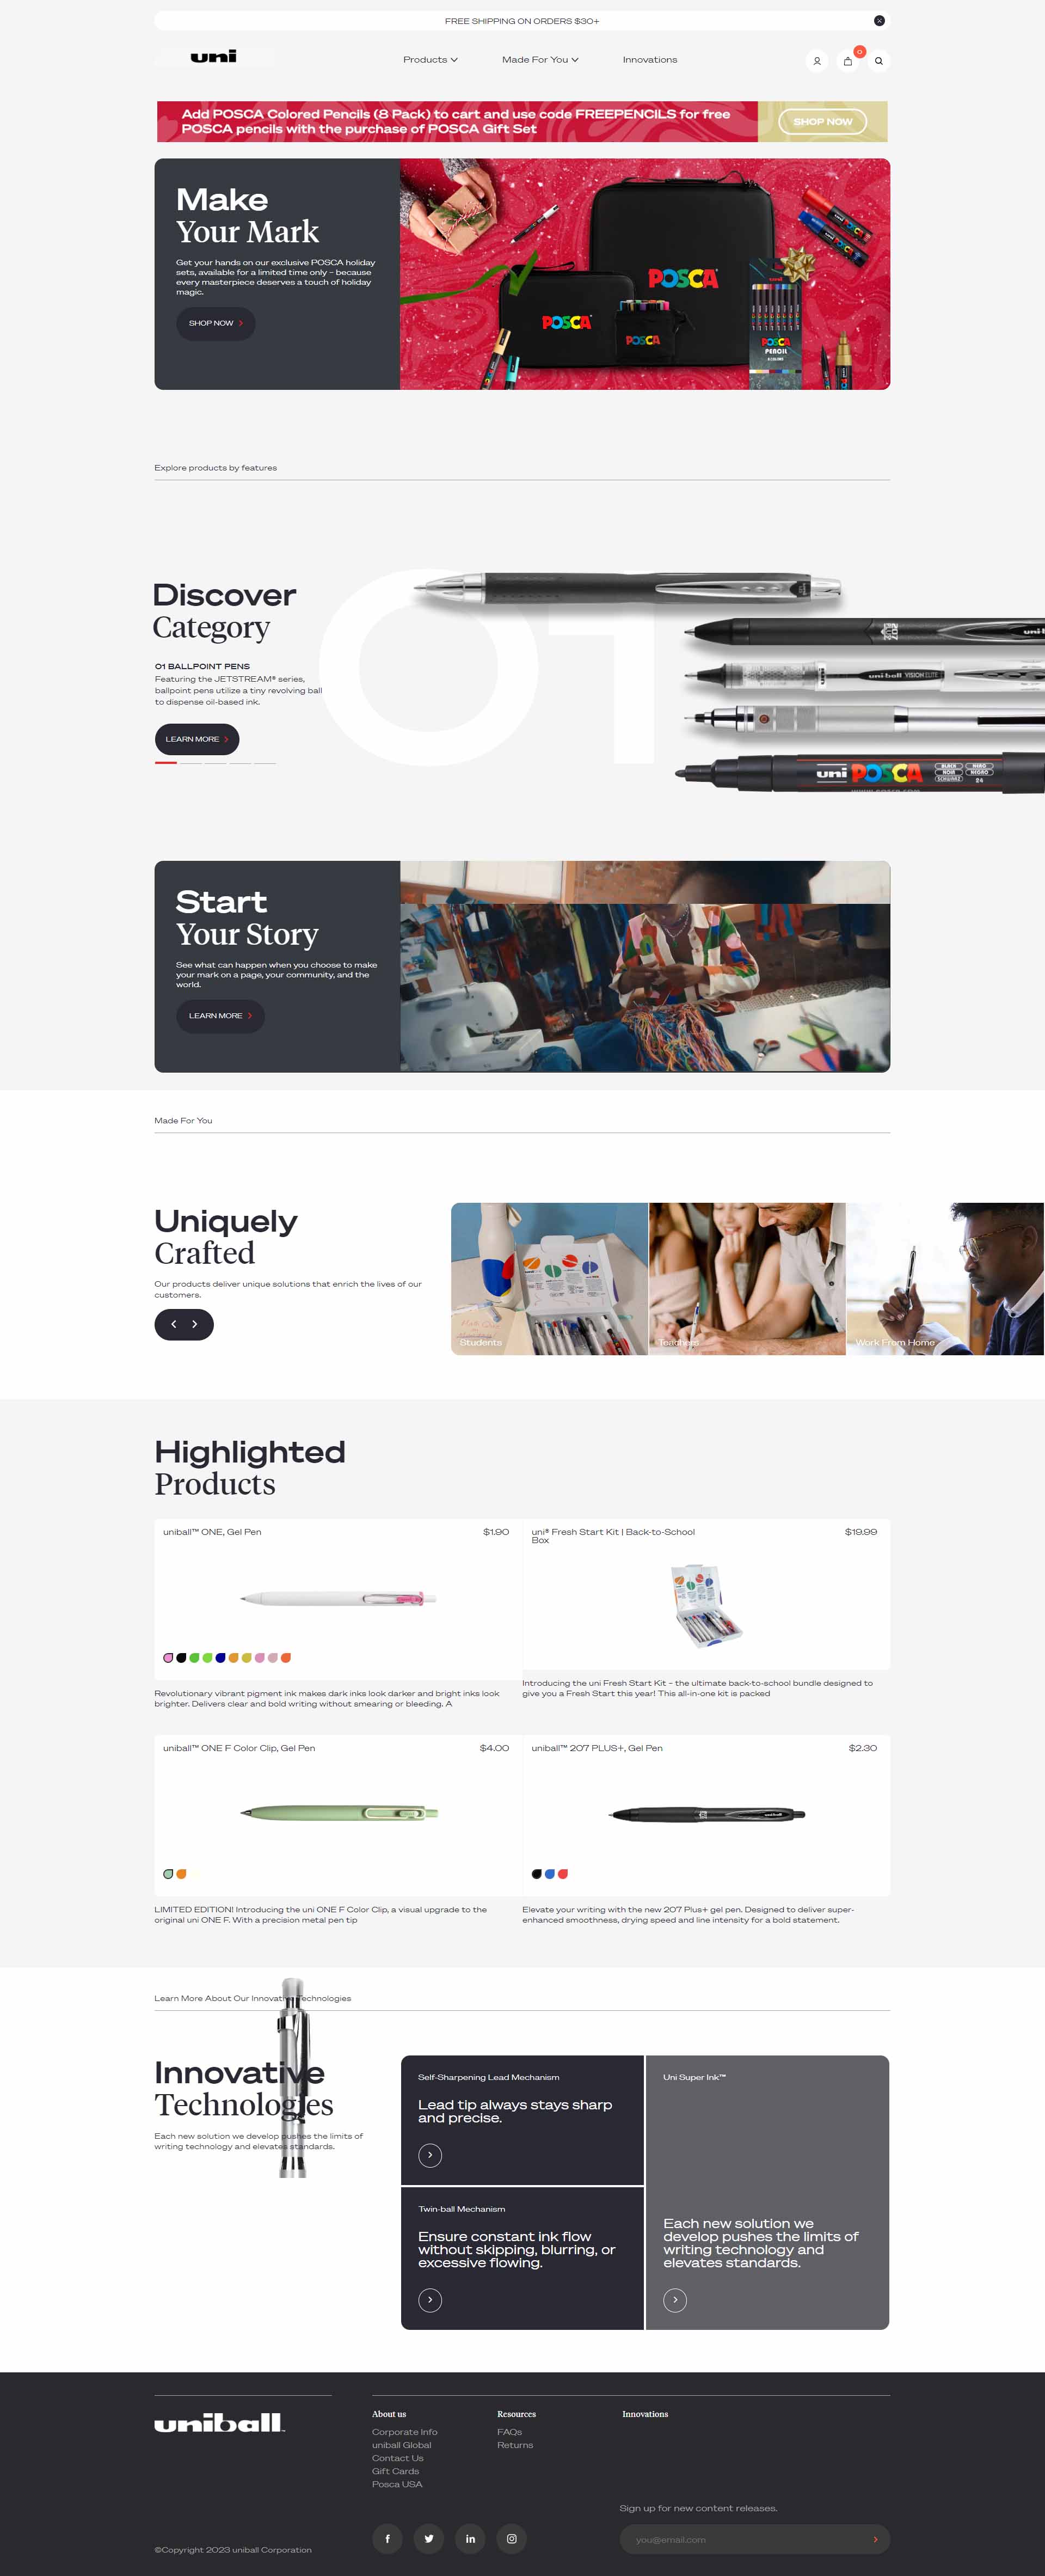 FREE SHIPPING ON ORDERS $30+
uni
Products
Made For You
Innovations
0
Add POSCA Colored Pencils (8 Pack) to cart and use code FREEPENCILS for free
POSCA pencils with the purchase of POSCA Gift Set
SHOP NOW
Make
Your Mark
Get your hands on our exclusive POSCA holiday
sets, available for a limited time only – because
every masterpiece deserves a touch of holiday
magic.
SHOP NOW
POSCA
POSCA
POSCA
POSCA
PENCIL
Explore products by features
01
Discover
Category
01 BALLPOINT PENS
Featuring the JETSTREAM® series,
ballpoint pens utilize a tiny revolving ball
to dispense oil-based ink.
LEARN MORE
207
uni-ball VISION ELITE
uni POSCA
BLACK
NOIR
SCHWARZ
NERO
NEGRO
24
Start
Your Story
See what can happen when you choose to make
your mark on a page, your community, and the
world.
LEARN MORE
Made For You
Uniquely
Crafted
Our products deliver unique solutions that enrich the lives of our
customers.
Students
Teachers
Work From Home
Highlighted
Products
uniball™ ONE, Gel Pen
$1.90
Revolutionary vibrant pigment ink makes dark inks look darker and bright inks look
brighter. Delivers clear and bold writing without smearing or bleeding. A
uni® Fresh Start Kit | Back-to-School
Box
$19.99
Introducing the uni Fresh Start Kit – the ultimate back-to-school bundle designed to
give you a Fresh Start this year! This all-in-one kit is packed
uniball™ ONE F Color Clip, Gel Pen
$4.00
LIMITED EDITION! Introducing the uni ONE F Color Clip, a visual upgrade to the
original uni ONE F. With a precision metal pen tip
uniball™ 207 PLUS+, Gel Pen
$2.30
Elevate your writing with the new 207 Plus+ gel pen. Designed to deliver super-
enhanced smoothness, drying speed and line intensity for a bold statement.
Learn More About Our Innovative Technologies
Innovative
Technologies
Each new solution we develop pushes the limits of
writing technology and elevates standards.
Self-Sharpening Lead Mechanism
Lead tip always stays sharp
and precise.
Twin-ball Mechanism
Ensure constant ink flow
without skipping, blurring, or
excessive flowing.
Uni Super Ink™
Each new solution we
develop pushes the limits of
writing technology and
elevates standards.
uniball™
About us
Corporate Info
uniball Global
Contact Us
Gift Cards
Posca USA
Resources
FAQs
Returns
Innovations
Sign up for new content releases.
you@email.com
©Copyright 2023 uniball Corporation